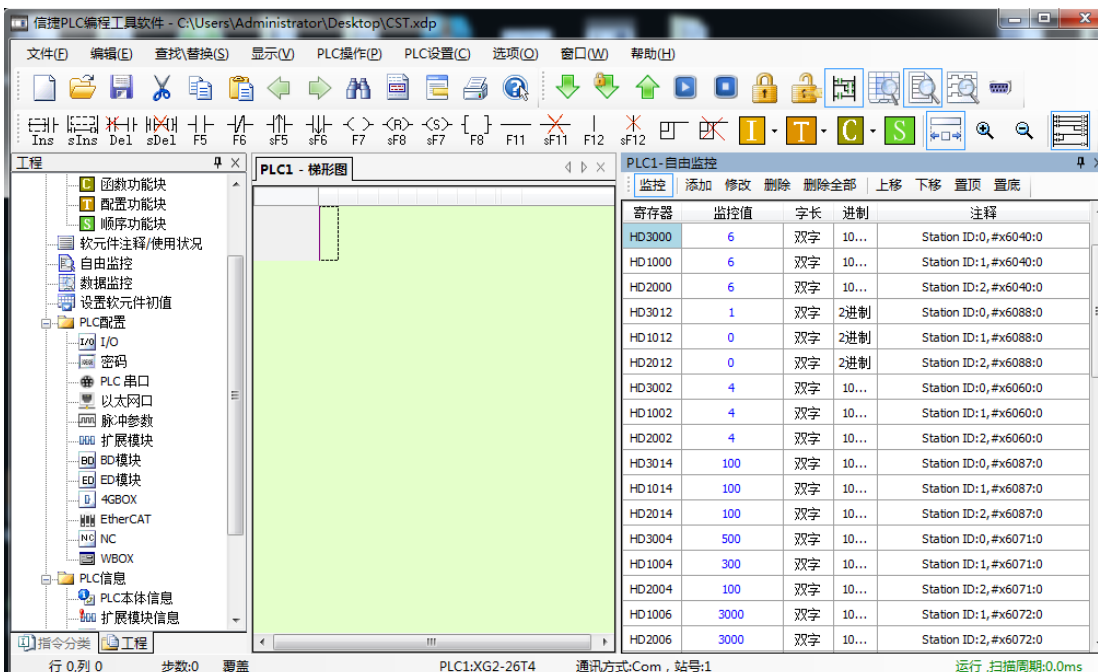 信捷PLC编程工具软件 - C:\Users\Administrator\Desktop\CST.xdp
文件(F) 编辑(E) 查找\替换(S) 显示(V) PLC操作(P) PLC设置(C) 选项(O) 窗口(W) 帮助(H)
Ins sIns Del sDel F5 F6 sF5 sF6 F7 sF8 sF7 F8 F11 sF11 F12 sF12 I T C S
工程
函数功能块
配置功能块
顺序功能块
软元件注释/使用状况
自由监控
数据监控
设置软元件初值
PLC配置
I/O I/O
密码
PLC 串口
以太网口
脉冲参数
扩展模块
BD BD模块
ED ED模块
4GBOX
EtherCAT
NC NC
WBOX
PLC信息
PLC本体信息
扩展模块信息
指令分类 工程
PLC1 - 梯形图
PLC1-自由监控
监控 添加 修改 删除 删除全部 上移 下移 置顶 置底
寄存器 监控值 字长 进制 注释
HD3000 6 双字 10... Station ID:0,#x6040:0
HD1000 6 双字 10... Station ID:1,#x6040:0
HD2000 6 双字 10... Station ID:2,#x6040:0
HD3012 1 双字 2进制 Station ID:0,#x6088:0
HD1012 0 双字 2进制 Station ID:1,#x6088:0
HD2012 0 双字 2进制 Station ID:2,#x6088:0
HD3002 4 双字 10... Station ID:0,#x6060:0
HD1002 4 双字 10... Station ID:1,#x6060:0
HD2002 4 双字 10... Station ID:2,#x6060:0
HD3014 100 双字 10... Station ID:0,#x6087:0
HD1014 100 双字 10... Station ID:1,#x6087:0
HD2014 100 双字 10... Station ID:2,#x6087:0
HD3004 500 双字 10... Station ID:0,#x6071:0
HD1004 300 双字 10... Station ID:1,#x6071:0
HD2004 100 双字 10... Station ID:2,#x6071:0
HD1006 3000 双字 10... Station ID:1,#x6072:0
HD2006 3000 双字 10... Station ID:2,#x6072:0
行 0,列 0 步数:0 覆盖 PLC1:XG2-26T4 通讯方式:Com，站号:1 运行 ,扫描周期:0.0ms